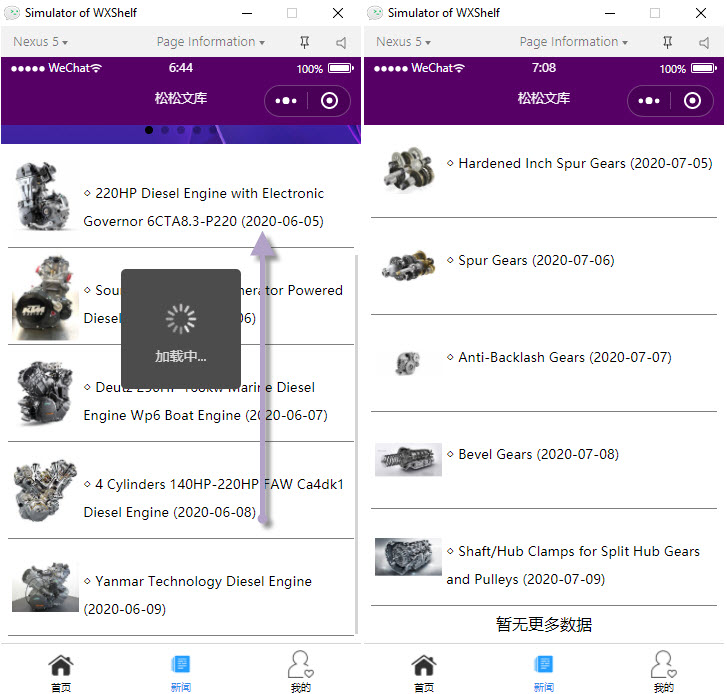 Simulator of WXShelf
Nexus 5
Page Information
WeChat
6:44
100%
松松文库
◇ 220HP Diesel Engine with Electronic
Governor 6CTA8.3-P220 (2020-06-05)
erator Powered
Diesel
06)
加载中...
Marine Diesel
Engine Wp6 Boat Engine (2020-06-07)
◇ 4 Cylinders 140HP-220HP FAW Ca4dk1
Diesel Engine (2020-06-08)
◇ Yanmar Technology Diesel Engine
(2020-06-09)
首页
新闻
我的
Simulator of WXShelf
Nexus 5
Page Information
WeChat
7:08
100%
松松文库
◇ Hardened Inch Spur Gears (2020-07-05)
◇ Spur Gears (2020-07-06)
◇ Anti-Backlash Gears (2020-07-07)
◇ Bevel Gears (2020-07-08)
◇ Shaft/Hub Clamps for Split Hub Gears
and Pulleys (2020-07-09)
暂无更多数据
首页
新闻
我的